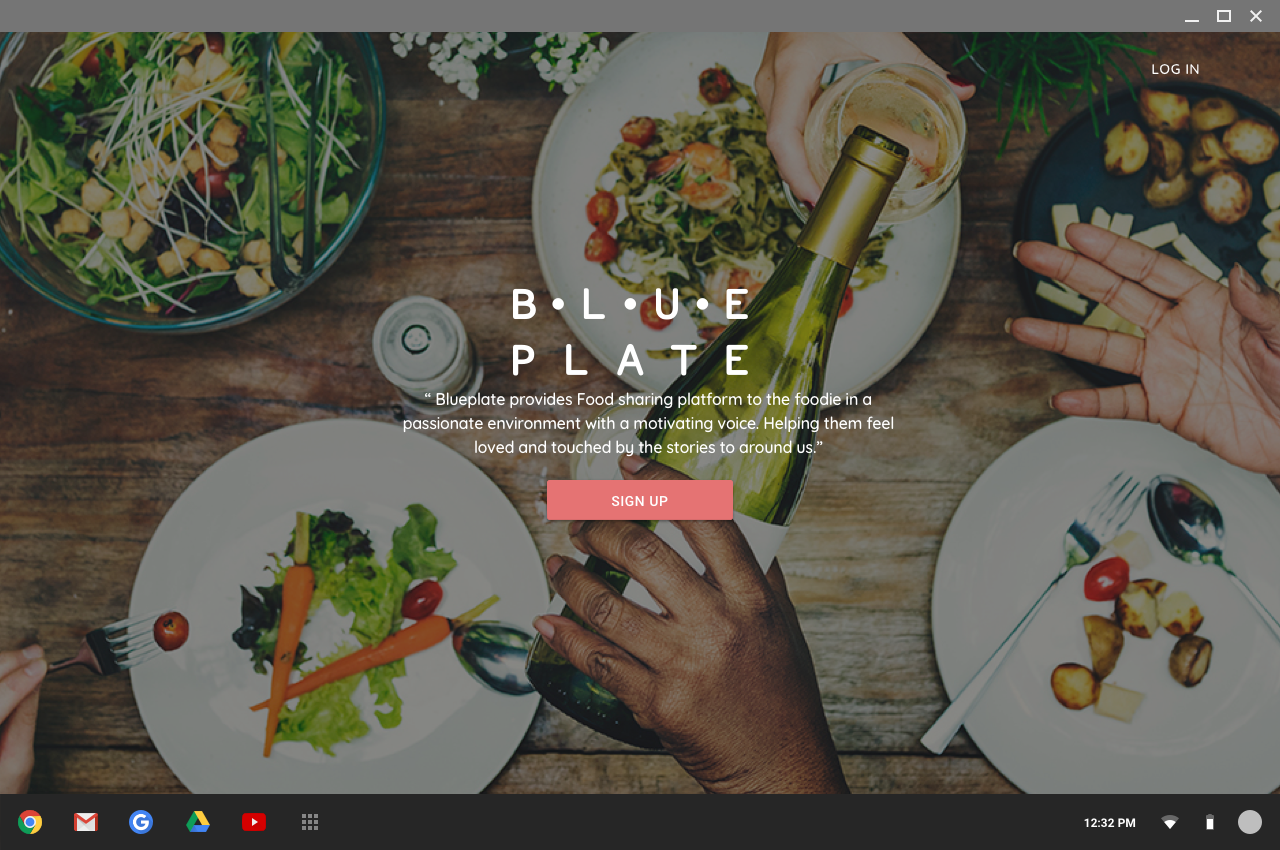 LOG IN
B•L•U•E
PLATE
“ Blueplate provides Food sharing platform to the foodie in a
passionate environment with a motivating voice. Helping them feel
loved and touched by the stories to around us.”
SIGN UP
12:32 PM